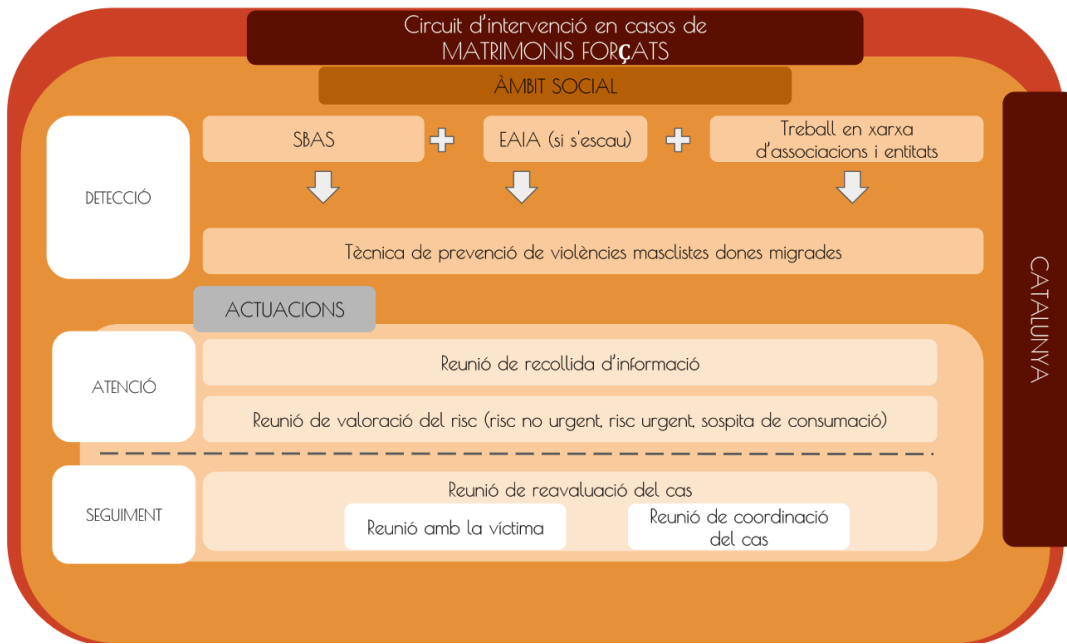 Circuit d'intervenció en casos de
MATRIMONIS FORÇATS
ÀMBIT SOCIAL
DETECCIÓ
SBAS
EAIA (si s'escau)
Treball en xarxa
d'associacions i entitats
Tècnica de prevenció de violències masclistes dones migrades
CATALUNYA
ACTUACIONS
ATENCIÓ
Reunió de recollida d'informació
Reunió de valoració del risc (risc no urgent, risc urgent, sospita de consumació)
SEGUIMENT
Reunió de reavaluació del cas
Reunió amb la víctima
Reunió de coordinació
del cas